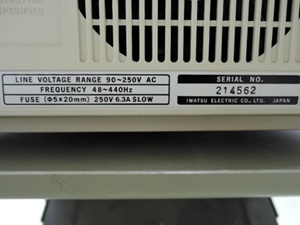 SPECIFIED
LINE VOLTAGE RANGE 90~250V AC
FREQUENCY 48~440Hz
FUSE (Φ5×20mm) 250V 6.3A SLOW
SERIAL NO.
214562
IWATSU ELECTRIC CO., LTD. JAPAN